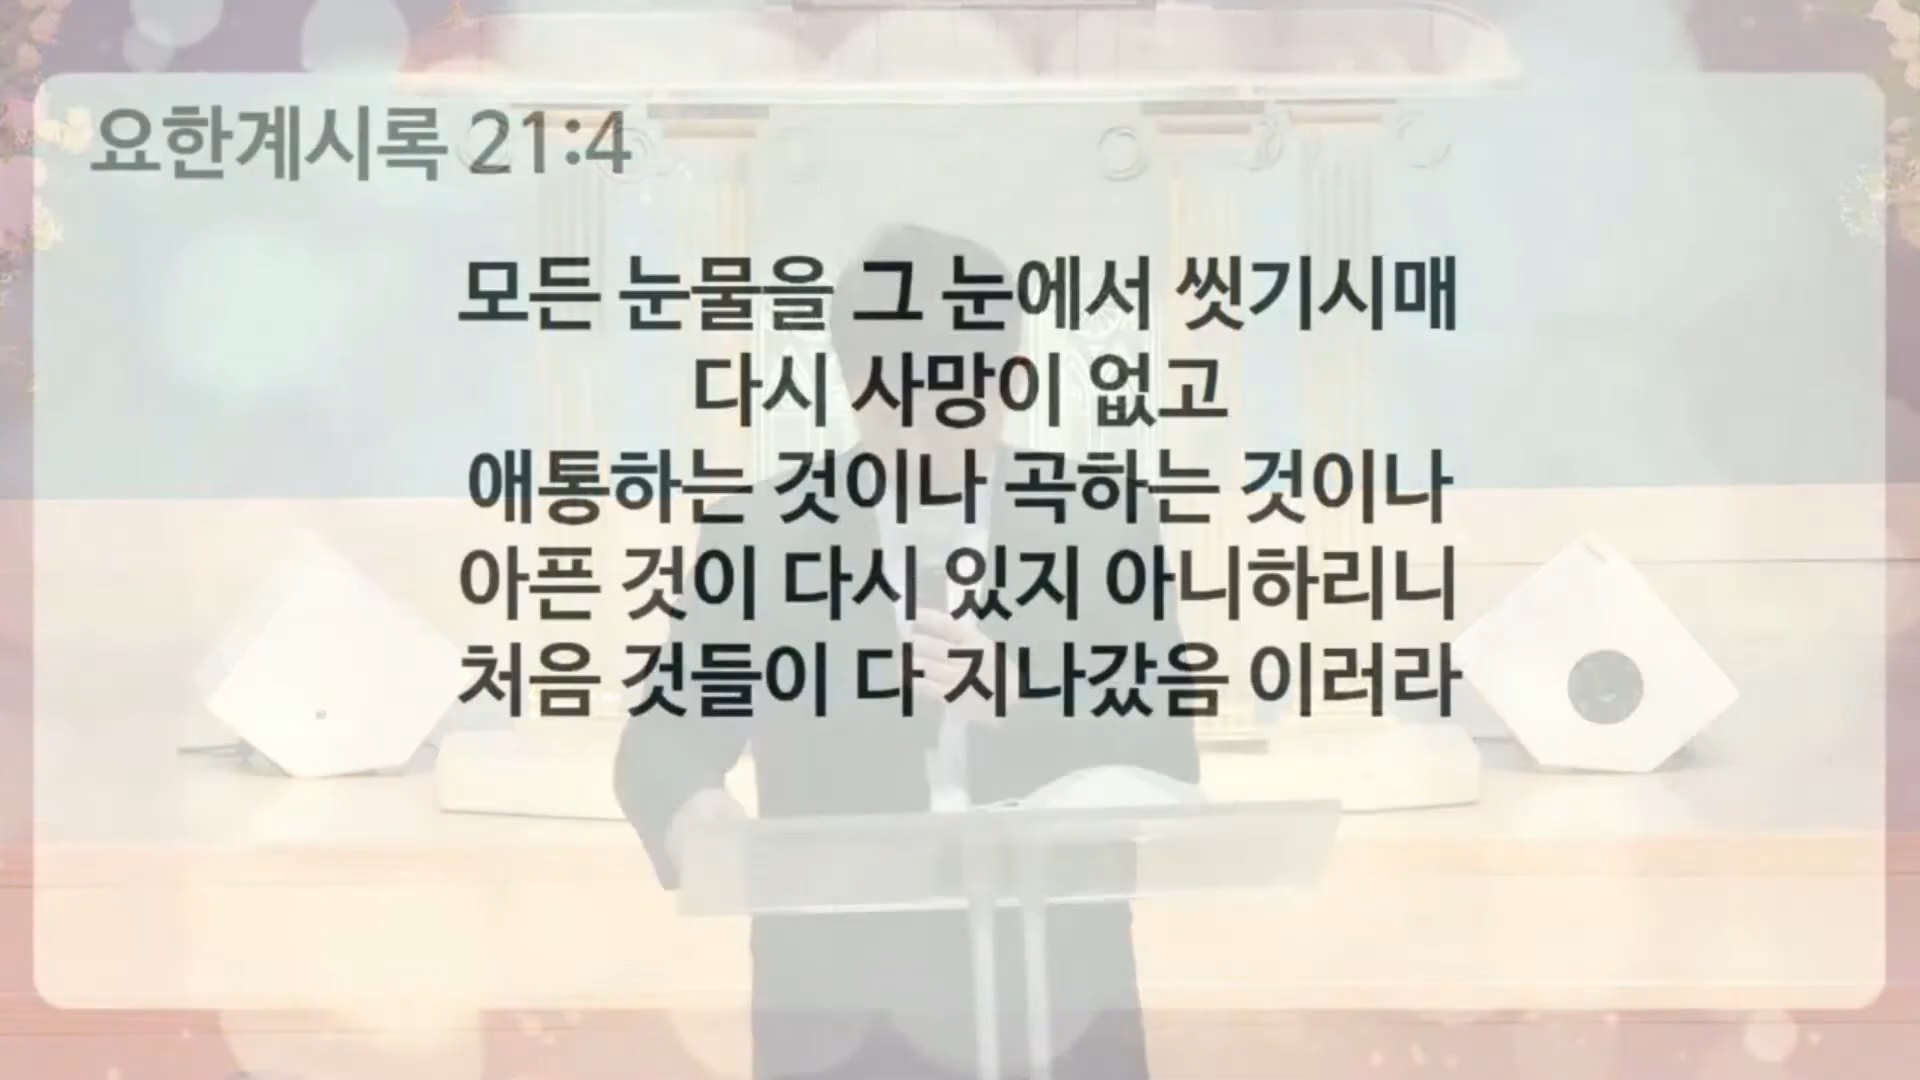 요한계시록 21:4
모든 눈물을 그 눈에서 씻기시매
다시 사망이 없고
애통하는 것이나 곡하는 것이나
아픈 것이 다시 있지 아니하리니
처음 것들이 다 지나갔음 이러라